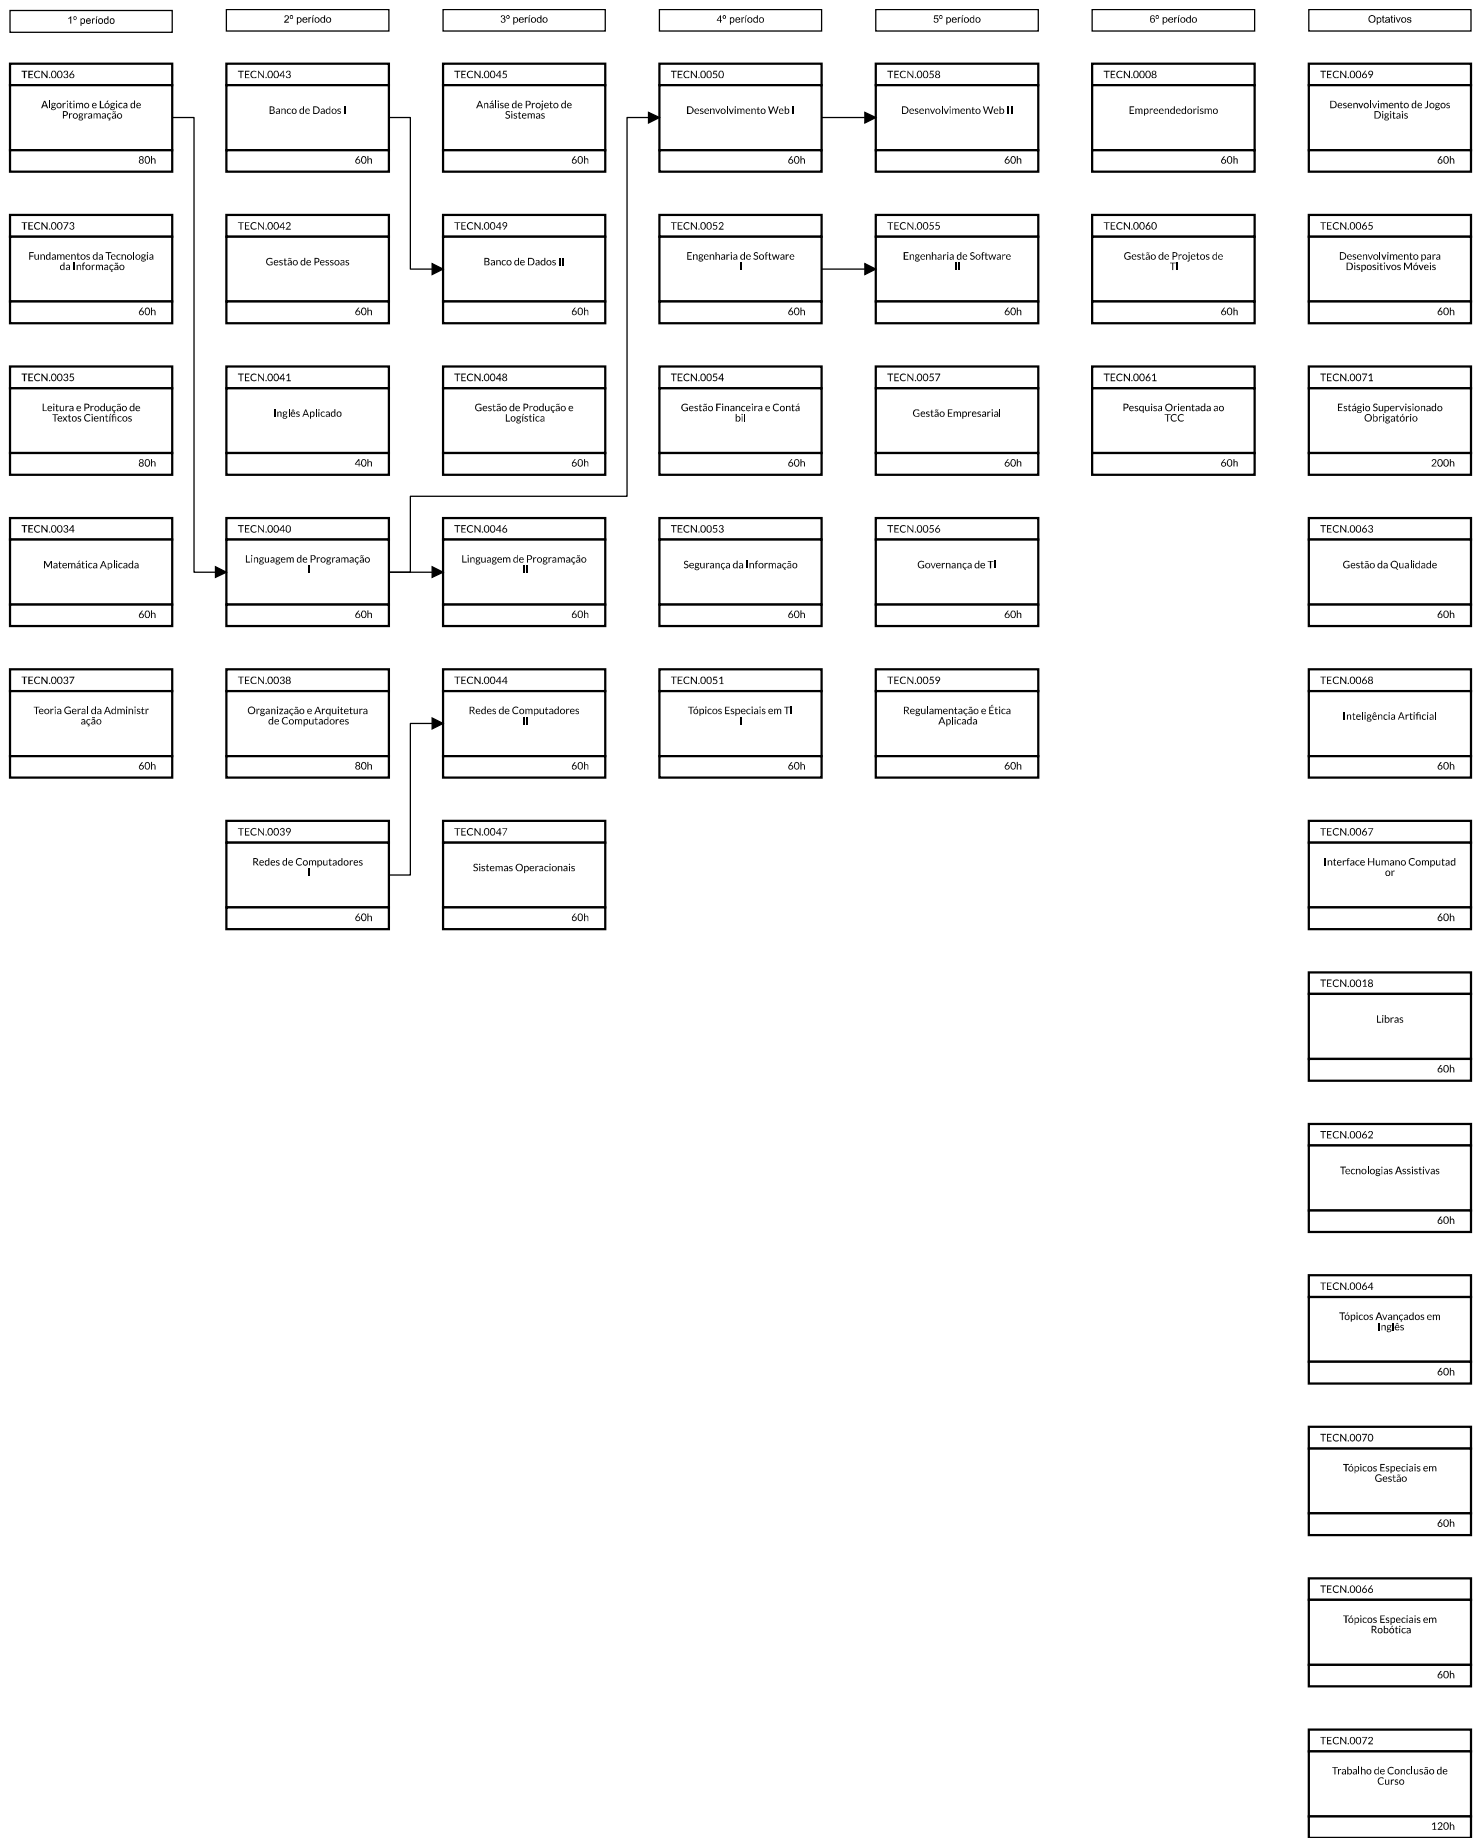 1º período
2º período
3º período
4º período
5º período
6º período
Optativos
TECN.0036
Algoritimo e Lógica de
Programação
80h
TECN.0043
Banco de Dados I
60h
TECN.0045
Análise de Projeto de
Sistemas
60h
TECN.0050
Desenvolvimento Web I
60h
TECN.0058
Desenvolvimento Web II
60h
TECN.0008
Empreendedorismo
60h
TECN.0069
Desenvolvimento de Jogos
Digitais
60h
TECN.0073
Fundamentos da Tecnologia
da Informação
60h
TECN.0042
Gestão de Pessoas
60h
TECN.0049
Banco de Dados II
60h
TECN.0052
Engenharia de Software
I
60h
TECN.0055
Engenharia de Software
II
60h
TECN.0060
Gestão de Projetos de
TI
60h
TECN.0065
Desenvolvimento para
Dispositivos Móveis
60h
TECN.0035
Leitura e Produção de
Textos Científicos
80h
TECN.0041
Inglês Aplicado
40h
TECN.0048
Gestão de Produção e
Logística
60h
TECN.0054
Gestão Financeira e Contá
bil
60h
TECN.0057
Gestão Empresarial
60h
TECN.0061
Pesquisa Orientada ao
TCC
60h
TECN.0071
Estágio Supervisionado
Obrigatório
200h
TECN.0034
Matemática Aplicada
60h
TECN.0040
Linguagem de Programação
I
60h
TECN.0046
Linguagem de Programação
II
60h
TECN.0053
Segurança da Informação
60h
TECN.0056
Governança de TI
60h
TECN.0063
Gestão da Qualidade
60h
TECN.0037
Teoria Geral da Administr
ação
60h
TECN.0038
Organização e Arquitetura
de Computadores
80h
TECN.0044
Redes de Computadores
II
60h
TECN.0051
Tópicos Especiais em TI
I
60h
TECN.0059
Regulamentação e Ética
Aplicada
60h
TECN.0068
Inteligência Artificial
60h
TECN.0039
Redes de Computadores
I
60h
TECN.0047
Sistemas Operacionais
60h
TECN.0067
Interface Humano Computad
or
60h
TECN.0018
Libras
60h
TECN.0062
Tecnologias Assistivas
60h
TECN.0064
Tópicos Avançados em
Inglês
60h
TECN.0070
Tópicos Especiais em
Gestão
60h
TECN.0066
Tópicos Especiais em
Robótica
60h
TECN.0072
Trabalho de Conclusão de
Curso
120h